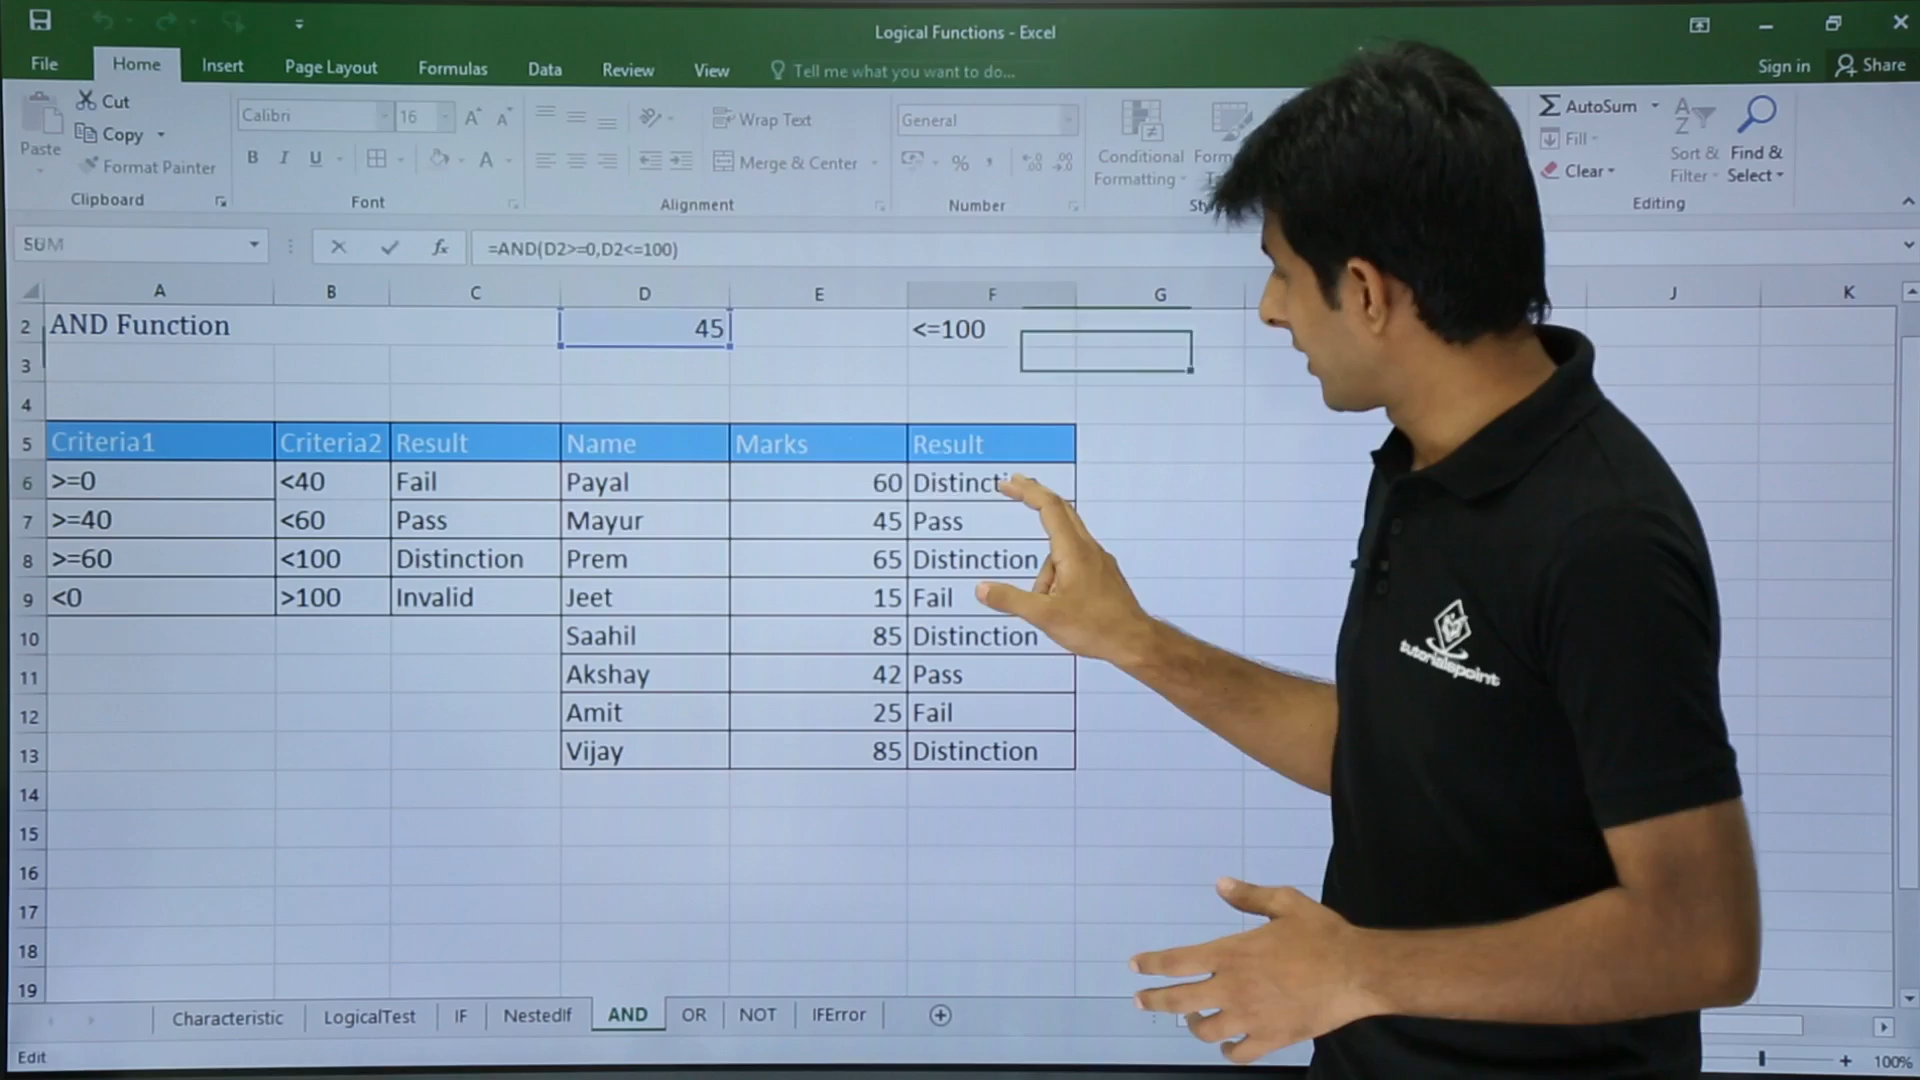 Logical Functions - Excel
File Home Insert Page Layout Formulas Data Review View Tell me what you want to do... Sign in Share
Paste Cut Copy Format Painter
Clipboard
Calibri 16
B I U A
Font
Wrap Text
Merge & Center
Alignment
General
%
Number
Conditional Formatting
AutoSum
Fill
Clear
Sort & Filter
Find & Select
Editing
SUM fx =AND(D2>=0,D2<=100)
A B C D E F G J K
2 AND Function 45 <=100
3
4
5 Criteria1 Criteria2 Result Name Marks Result
6 >=0 <40 Fail Payal 60
7 >=40 <60 Pass Mayur 45 Pass
8 >=60 <100 Distinction Prem 65 Distinction
9 <0 >100 Invalid Jeet 15 Fail
10 Saahil 85 Distinction
11 Akshay 42 Pass
12 Amit 25 Fail
13 Vijay 85 Distinction
14
15
16
17
18
19
Characteristic LogicalTest IF NestedIf AND OR NOT IFError
Edit 100%
tutorialspoint